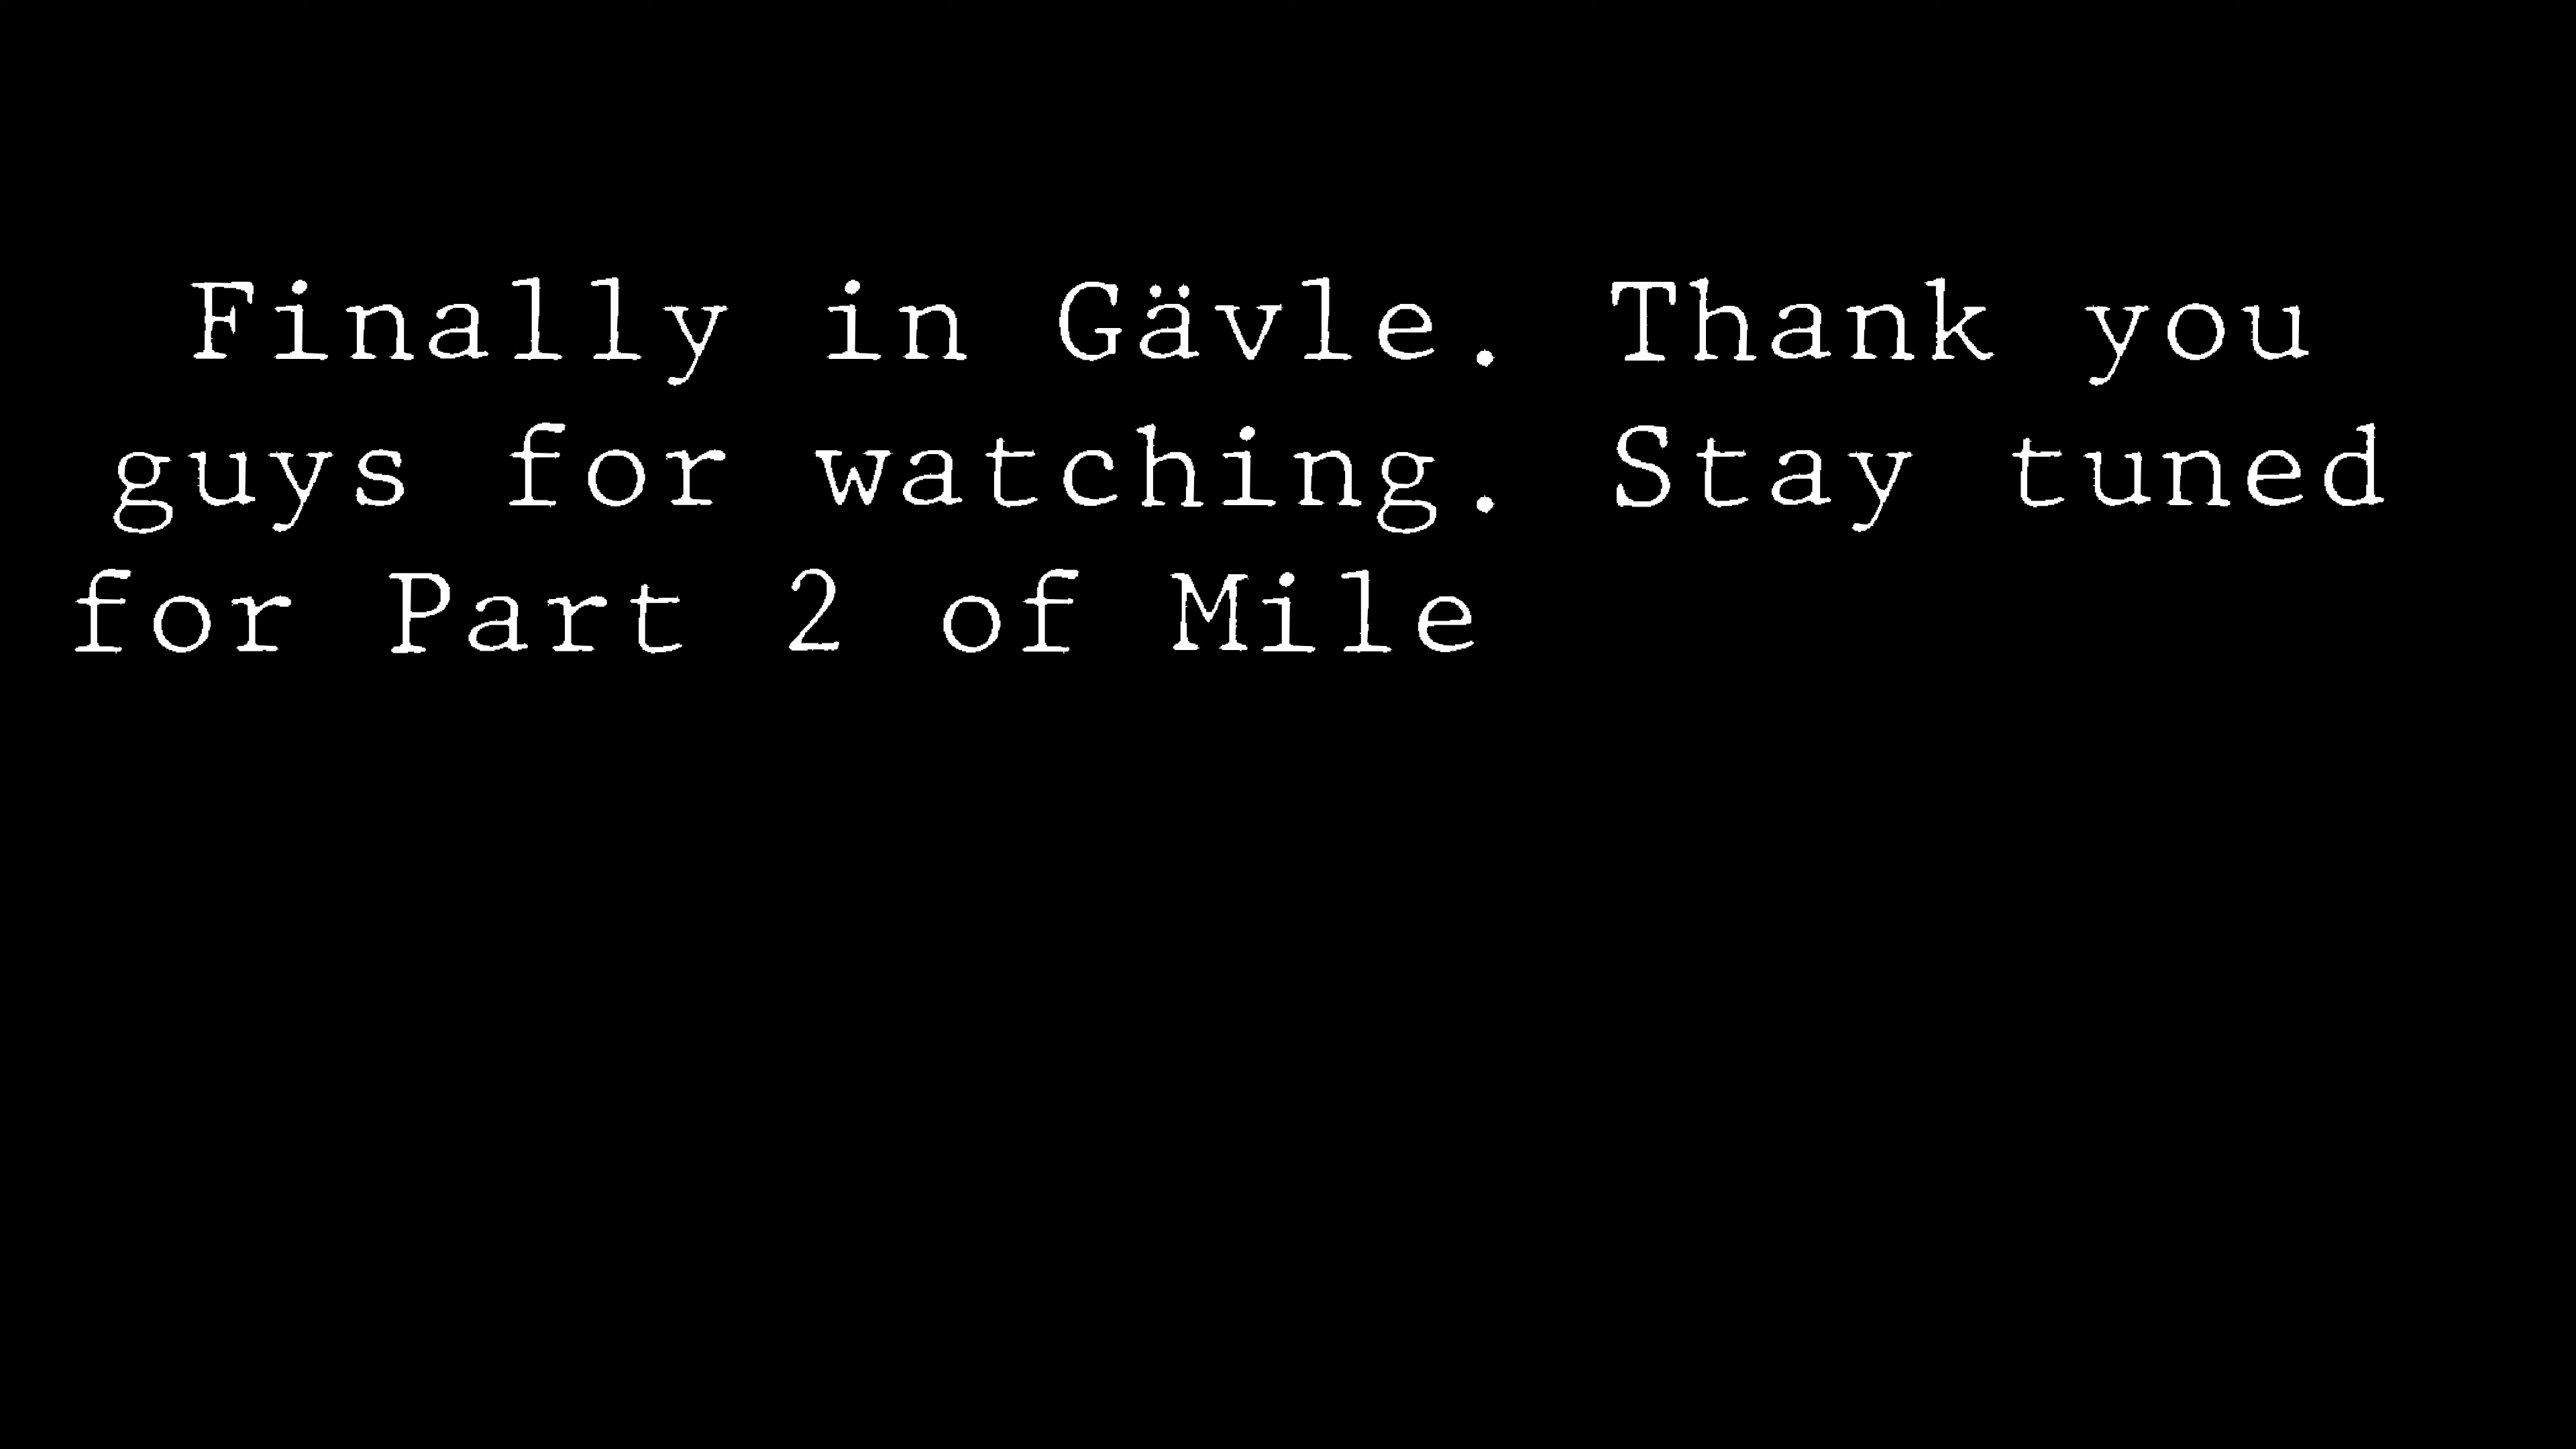 Finally in Gävle. Thank you
guys for watching. Stay tuned
for Part 2 of Mile